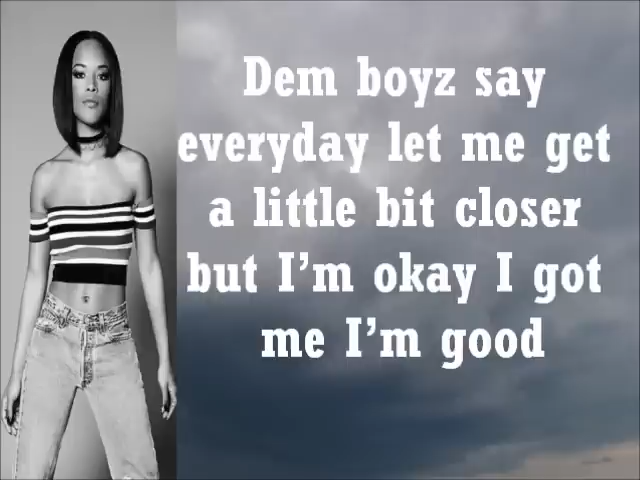 Dem boyz say
everyday let me get
a little bit closer
but I'm okay I got
me I'm good